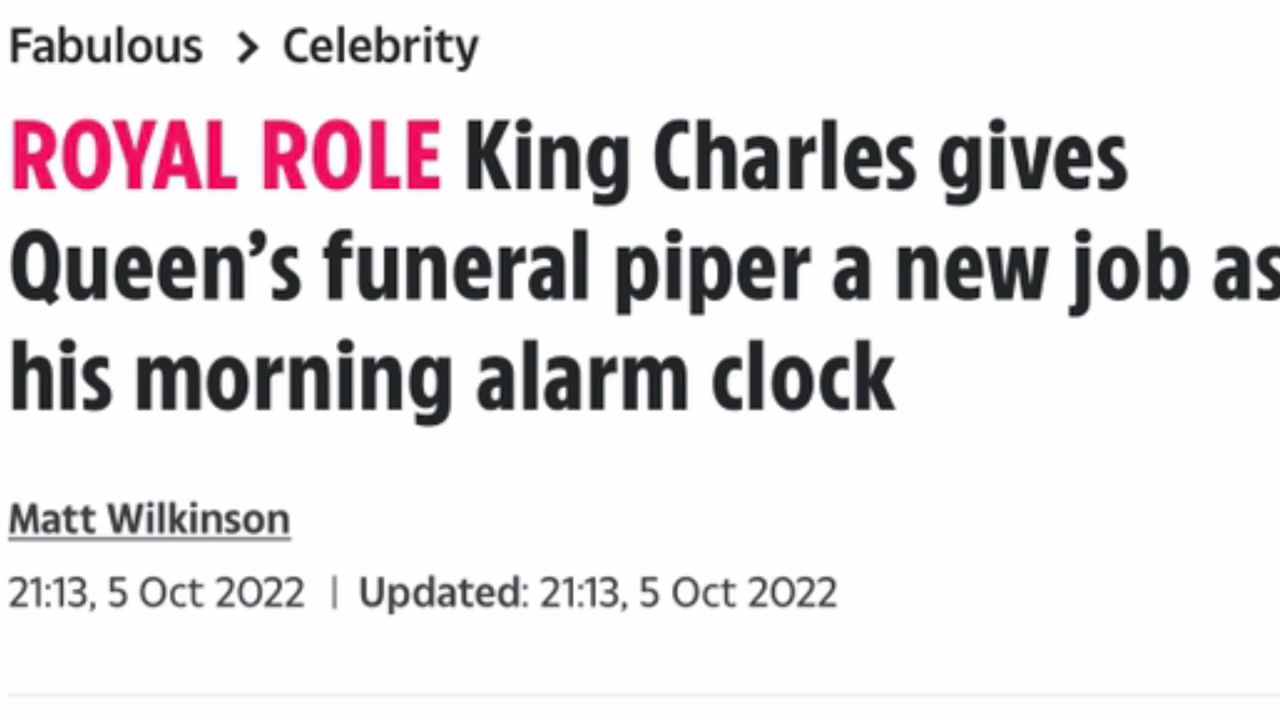 Fabulous > Celebrity
ROYAL ROLE King Charles gives
Queen’s funeral piper a new job as
his morning alarm clock
Matt Wilkinson
21:13, 5 Oct 2022 | Updated: 21:13, 5 Oct 2022